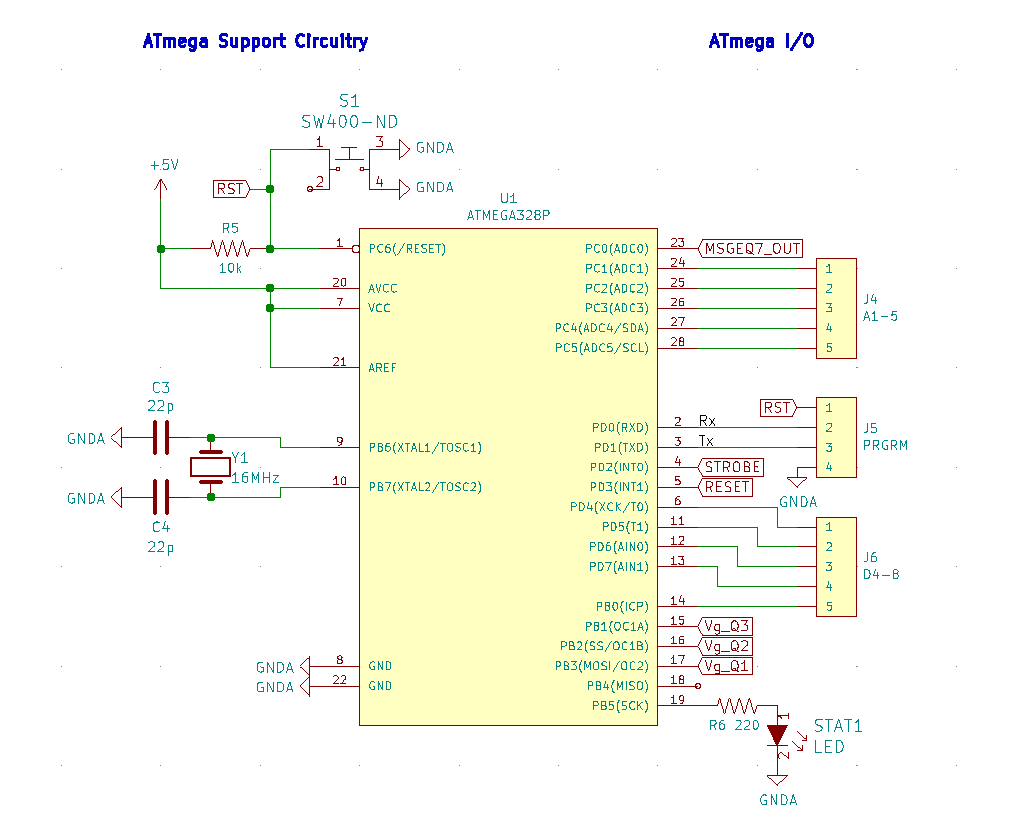 ATmega Support Circuitry
ATmega I/O
S1
SW400-ND
1
3
GNDA
2
4
GNDA
+5V
RST
R5
10k
U1
ATMEGA328P
1 PC6(/RESET)
20 AVCC
7 VCC
21 AREF
9 PB6(XTAL1/TOSC1)
10 PB7(XTAL2/TOSC2)
8 GND
22 GND
GNDA
GNDA
C3
22p
GNDA
Y1
16MHz
GNDA
C4
22p
PC0(ADC0) 23 MSGEQ7_OUT
PC1(ADC1) 24 1
PC2(ADC2) 25 2
PC3(ADC3) 26 3
PC4(ADC4/SDA) 27 4
PC5(ADC5/SCL) 28 5
J4
A1-5
RST 1
PD0(RXD) 2 Rx 2
PD1(TXD) 3 Tx 3
4
GNDA
J5
PRGRM
PD2(INT0) 4 STROBE
PD3(INT1) 5 RESET
PD4(XCK/T0) 6 1
PD5(T1) 11 2
PD6(AIN0) 12 3
PD7(AIN1) 13 4
PB0(ICP) 14 5
J6
D4-8
PB1(OC1A) 15 Vg_Q3
PB2(SS/OC1B) 16 Vg_Q2
PB3(MOSI/OC2) 17 Vg_Q1
PB4(MISO) 18
PB5(SCK) 19
R6 220
1
STAT1
LED
2
GNDA